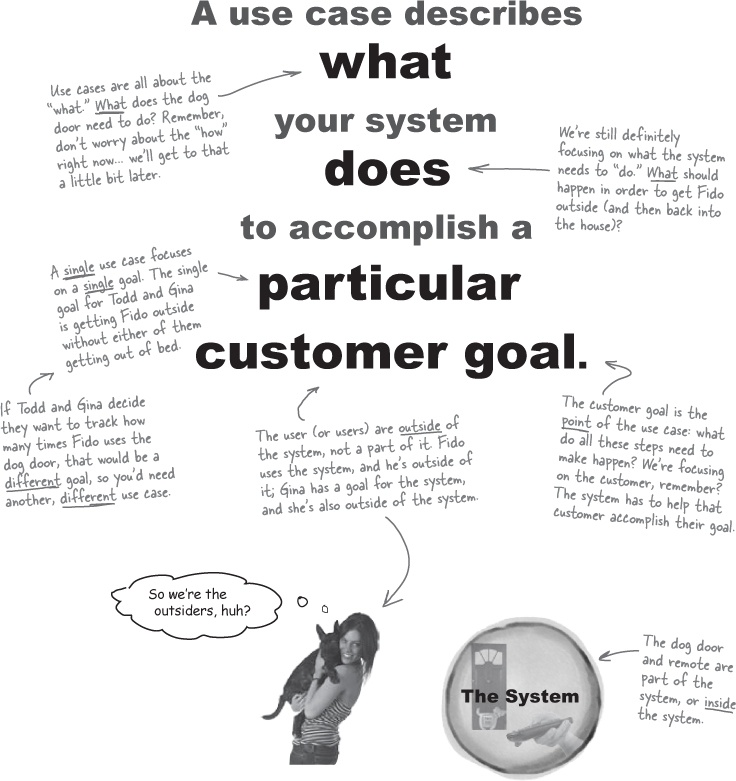 A use case describes
what
your system
does
to accomplish a
particular
customer goal.
Use cases are all about the
“what.” What does the dog
door need to do? Remember,
don’t worry about the “how”
right now... we’ll get to that
a little bit later.
We’re still definitely
focusing on what the system
needs to “do.” What should
happen in order to get Fido
outside (and then back into
the house)?
A single use case focuses
on a single goal. The single
goal for Todd and Gina
is getting Fido outside
without either of them
getting out of bed.
If Todd and Gina decide
they want to track how
many times Fido uses the
dog door, that would be a
different goal, so you’d need
another, different use case.
The user (or users) are outside of
the system, not a part of it. Fido
uses the system, and he’s outside of
it; Gina has a goal for the system,
and she’s also outside of the system.
The customer goal is the
point of the use case: what
do all these steps need to
make happen? We’re focusing
on the customer, remember?
The system has to help that
customer accomplish their goal.
So we’re the
outsiders, huh?
The System
The dog door
and remote are
part of the
system, or inside
the system.